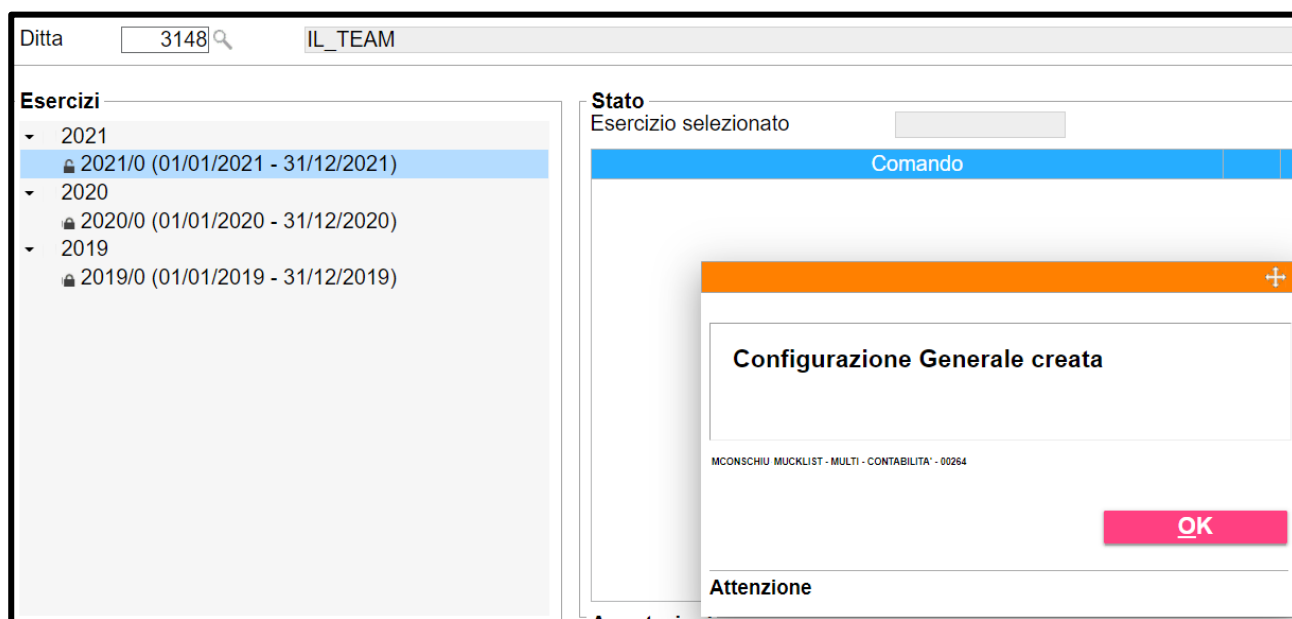 Ditta 3148 IL_TEAM
Esercizi
2021
2021/0 (01/01/2021 - 31/12/2021)
2020
2020/0 (01/01/2020 - 31/12/2020)
2019
2019/0 (01/01/2019 - 31/12/2019)
Stato
Esercizio selezionato
Comando
Configurazione Generale creata
MCONSCHIU MUCKLIST - MULTI - CONTABILITA' - 00264
OK
Attenzione